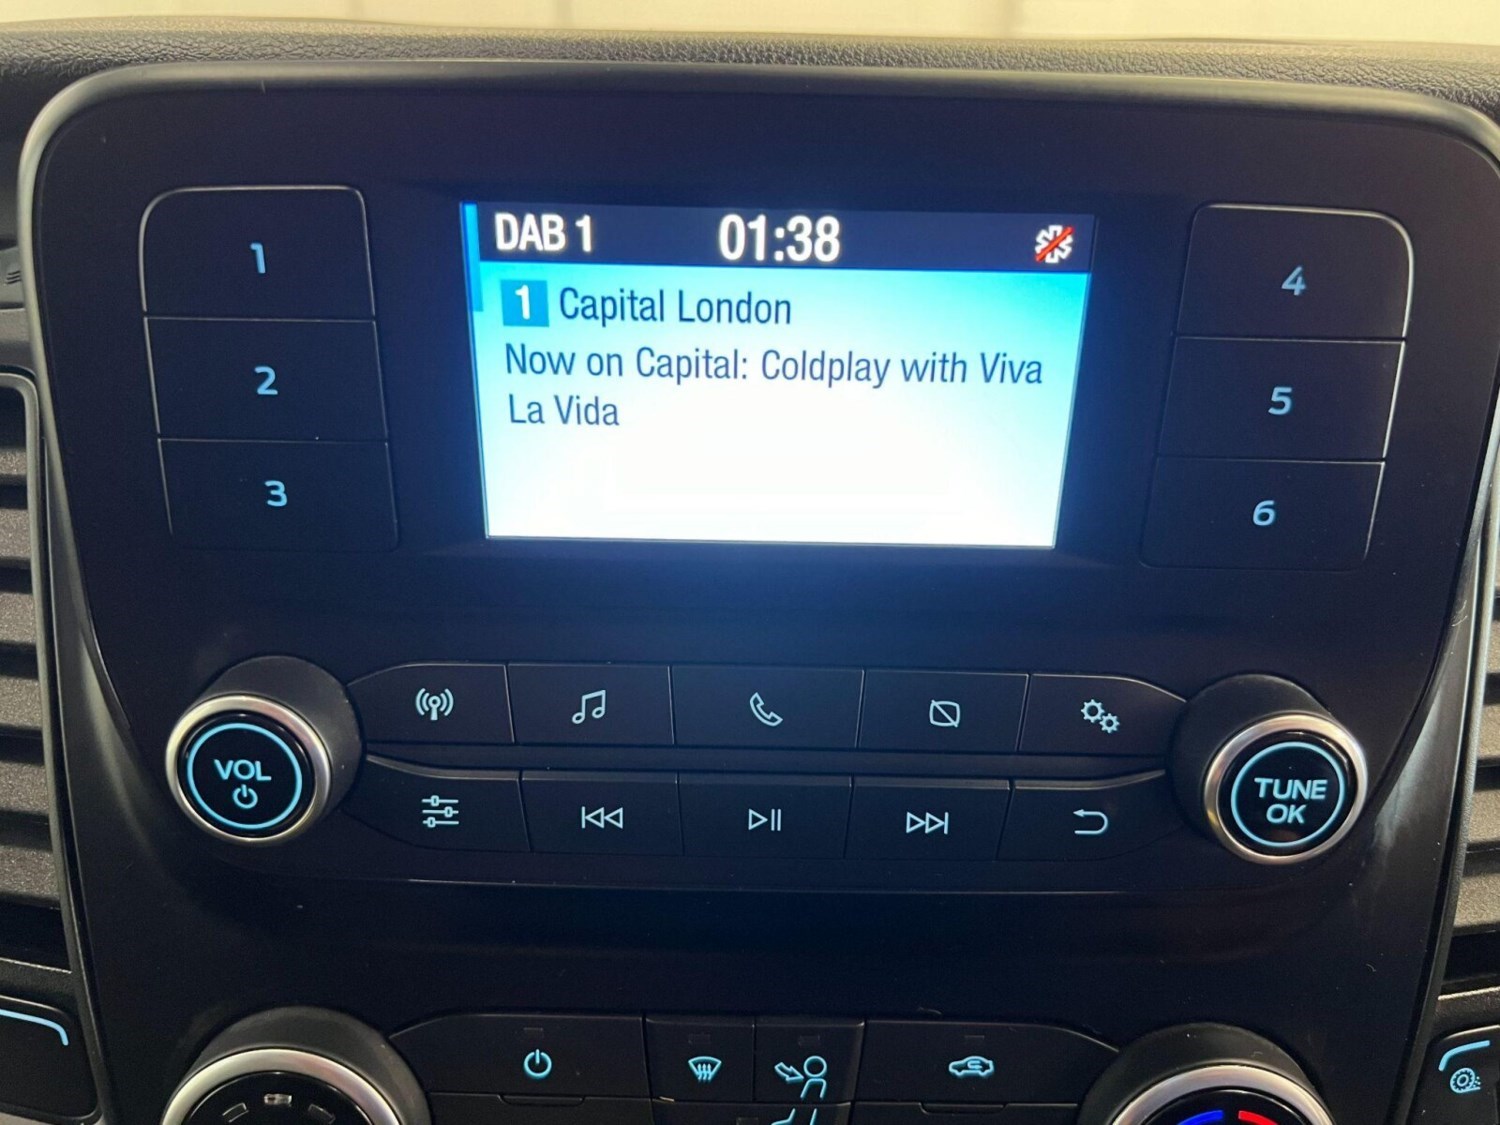 DAB 1 01:38
1 Capital London
Now on Capital: Coldplay with Viva
La Vida
1
2
3
4
5
6
VOL
TUNE
OK